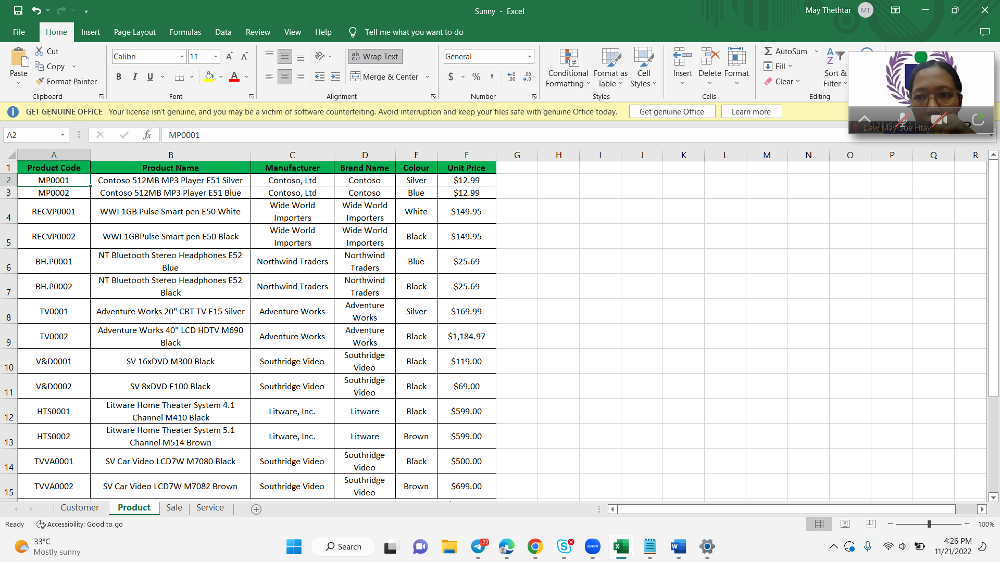 Sunny - Excel
May Thethtar
MT
File
Home
Insert
Page Layout
Formulas
Data
Review
View
Help
Tell me what you want to do
Paste
Cut
Copy
Format Painter
Clipboard
Calibri
11
B I U
Font
Wrap Text
Merge & Center
Alignment
General
$ % ,
Number
Conditional
Formatting
Format as
Table
Cell
Styles
Styles
Insert
Delete
Format
Cells
AutoSum
Fill
Clear
Sort &
Filter
Editing
GET GENUINE OFFICE Your license isn't genuine, and you may be a victim of software counterfeiting. Avoid interruption and keep your files safe with genuine Office today.
Get genuine Office
Learn more
Daw May Soe Htay
A2
fx
MP0001
A B C D E F G H I J K L M N O P Q R
1 Product Code Product Name Manufacturer Brand Name Colour Unit Price
2 MP0001 Contoso 512MB MP3 Player E51 Silver Contoso, Ltd Contoso Silver $12.99
3 MP0002 Contoso 512MB MP3 Player E51 Blue Contoso, Ltd Contoso Blue $12.99
4 RECVP0001 WWI 1GB Pulse Smart pen E50 White Wide World Importers Wide World Importers White $149.95
5 RECVP0002 WWI 1GBPulse Smart pen E50 Black Wide World Importers Wide World Importers Black $149.95
6 BH.P0001 NT Bluetooth Stereo Headphones E52 Blue Northwind Traders Northwind Traders Blue $25.69
7 BH.P0002 NT Bluetooth Stereo Headphones E52 Black Northwind Traders Northwind Traders Black $25.69
8 TV0001 Adventure Works 20" CRT TV E15 Silver Adventure Works Adventure Works Silver $169.99
9 TV0002 Adventure Works 40" LCD HDTV M690 Black Adventure Works Adventure Works Black $1,184.97
10 V&D0001 SV 16xDVD M300 Black Southridge Video Southridge Video Black $119.00
11 V&D0002 SV 8xDVD E100 Black Southridge Video Southridge Video Black $69.00
12 HTS0001 Litware Home Theater System 4.1 Channel M410 Black Litware, Inc. Litware Black $599.00
13 HTS0002 Litware Home Theater System 5.1 Channel M514 Brown Litware, Inc. Litware Brown $599.00
14 TVVA0001 SV Car Video LCD7W M7080 Black Southridge Video Southridge Video Black $500.00
15 TVVA0002 SV Car Video LCD7W M7082 Brown Southridge Video Southridge Video Brown $699.00
Customer
Product
Sale
Service
Ready
Accessibility: Good to go
100%
33°C
Mostly sunny
Search
72
zoom
4:26 PM
11/21/2022